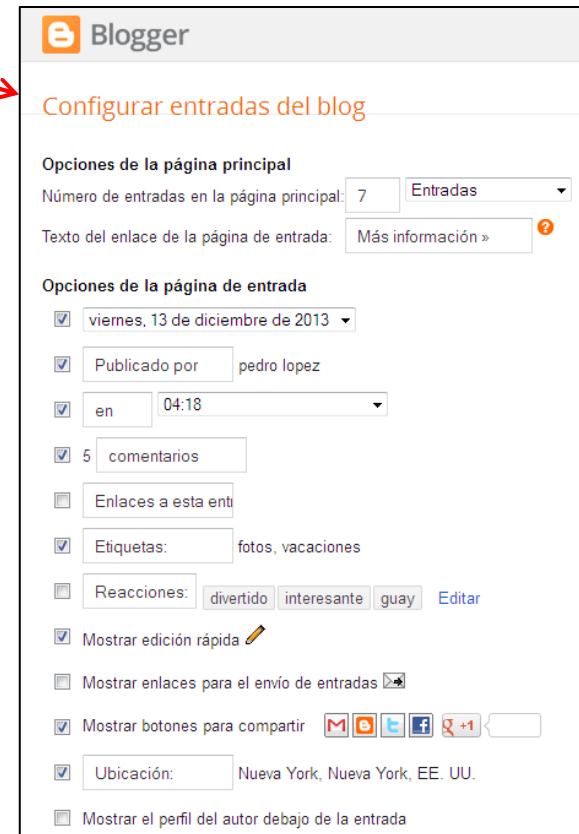 Blogger
Configurar entradas del blog
Opciones de la página principal
Número de entradas en la página principal: 7 Entradas
Texto del enlace de la página de entrada: Más información » ?
Opciones de la página de entrada
viernes, 13 de diciembre de 2013
Publicado por pedro lopez
en 04:18
5 comentarios
Enlaces a esta entr
Etiquetas: fotos, vacaciones
Reacciones: divertido interesante guay Editar
Mostrar edición rápida
Mostrar enlaces para el envío de entradas
Mostrar botones para compartir g +1
Ubicación: Nueva York, Nueva York, EE. UU.
Mostrar el perfil del autor debajo de la entrada